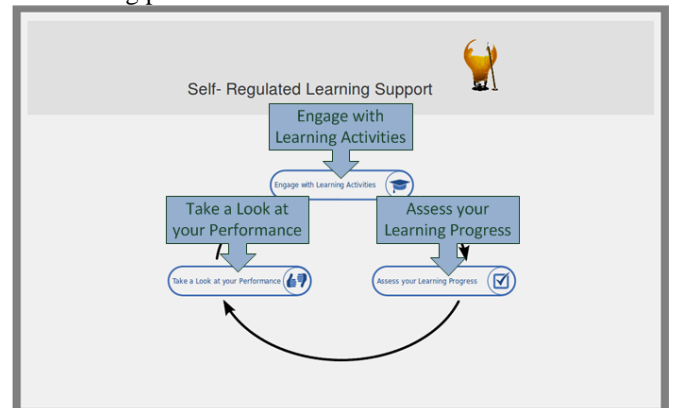 Self- Regulated Learning Support
Engage with
Learning Activities
Engage with Learning Activities
Take a Look at
your Performance
Assess your
Learning Progress
Take a Look at your Performance
Assess your Learning Progress